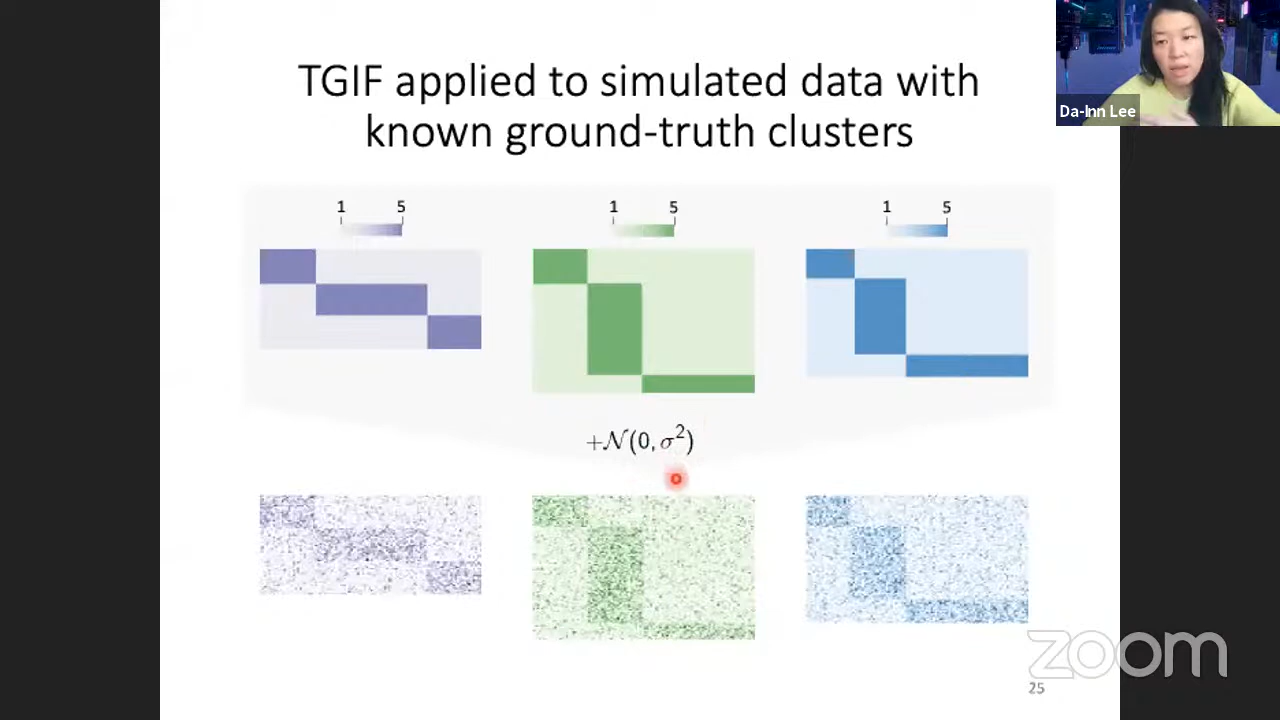 TGIF applied to simulated data with
known ground-truth clusters
Da-Inn Lee
1 5
1 5
1 5
+𝒩(0, σ²)
zoom
25